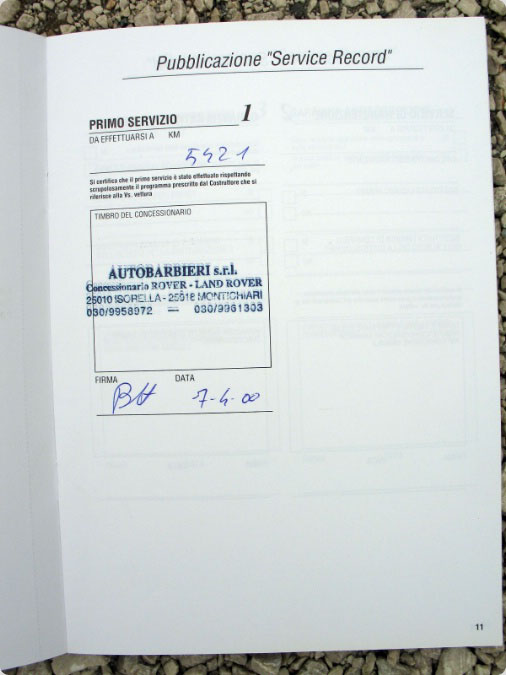 Pubblicazione "Service Record"
PRIMO SERVIZIO 1
DA EFFETTUARSI A KM
5421
Si certifica che il primo servizio è stato effettuato rispettando
scrupolosamente il programma prescritto dal Costruttore che si
riferisce alla Vs. vettura
TIMBRO DEL CONCESSIONARIO
AUTOBARBIERI s.r.l.
Concessionario ROVER - LAND ROVER
25010 ISORELLA - 25018 MONTICHIARI
030/9958972 — 030/9961303
FIRMA DATA
7-4-00
11